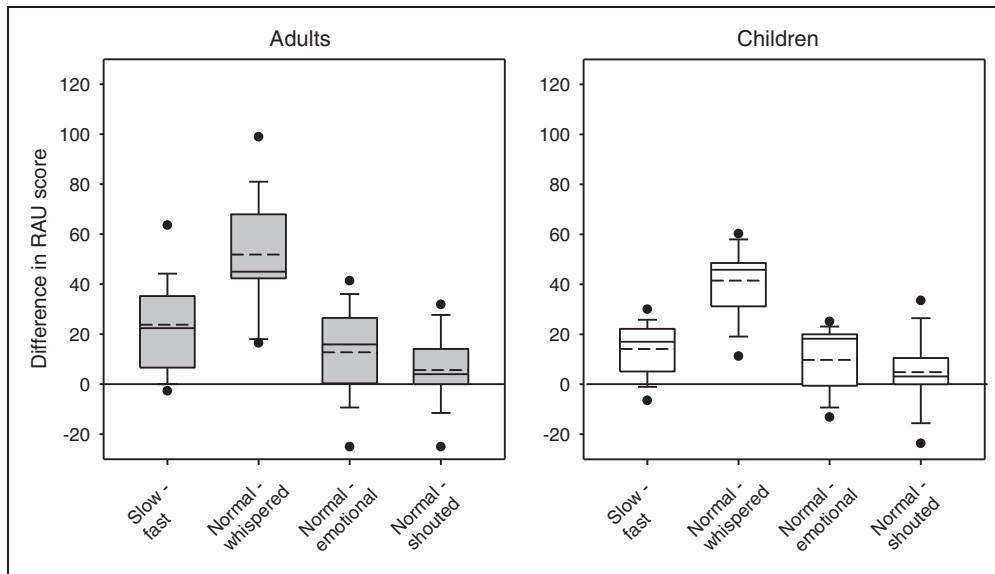 Adults
Children
Difference in RAU score
120
100
80
60
40
20
0
-20
120
100
80
60
40
20
0
-20
Slow -
fast
Normal -
whispered
Normal -
emotional
Normal -
shouted
Slow -
fast
Normal -
whispered
Normal -
emotional
Normal -
shouted